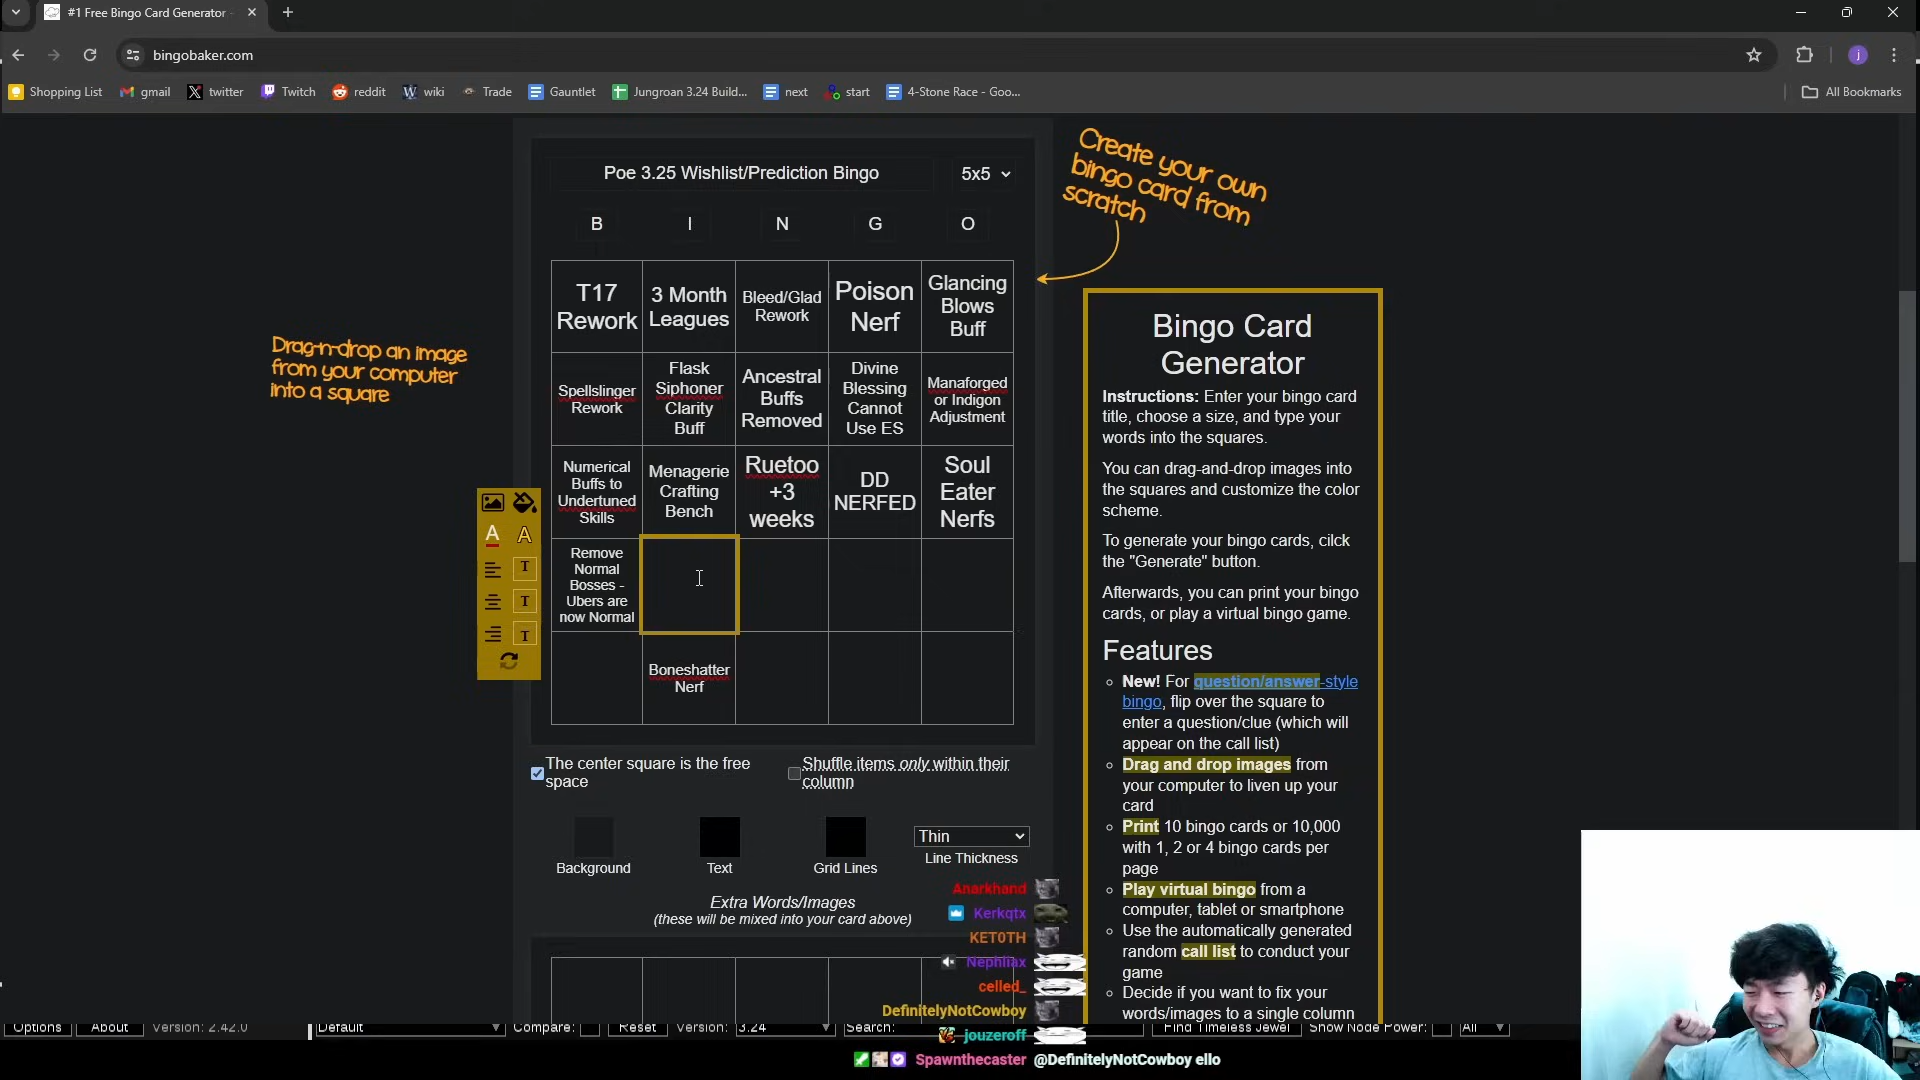 #1 Free Bingo Card Generator
bingobaker.com
Shopping List
gmail
twitter
Twitch
reddit
wiki
Trade
Gauntlet
Jungroan 3.24 Build...
next
start
4-Stone Race - Goo...
All Bookmarks
j
Poe 3.25 Wishlist/Prediction Bingo
5x5
B I N G O
T17
Rework
3 Month
Leagues
Bleed/Glad
Rework
Poison
Nerf
Glancing
Blows
Buff
Spellslinger
Rework
Flask
Siphoner
Clarity
Buff
Ancestral
Buffs
Removed
Divine
Blessing
Cannot
Use ES
Manaforged
or Indigon
Adjustment
Numerical
Buffs to
Undertuned
Skills
Menagerie
Crafting
Bench
Ruetoo
+3
weeks
DD
NERFED
Soul
Eater
Nerfs
Remove
Normal
Bosses -
Ubers are
now Normal
Boneshatter
Nerf
A
A
T
T
T
The center square is the free
space
Shuffle items only within their
column
Background
Text
Grid Lines
Thin
Line Thickness
Extra Words/Images
(these will be mixed into your card above)
Drag-n-drop an image
from your computer
into a square
Create your own
bingo card from
scratch
Bingo Card
Generator
Instructions: Enter your bingo card
title, choose a size, and type your
words into the squares.
You can drag-and-drop images into
the squares and customize the color
scheme.
To generate your bingo cards, cilck
the "Generate" button.
Afterwards, you can print your bingo
cards, or play a virtual bingo game.
Features
New! For question/answer-style
bingo, flip over the square to
enter a question/clue (which will
appear on the call list)
Drag and drop images from
your computer to liven up your
card
Print 10 bingo cards or 10,000
with 1, 2 or 4 bingo cards per
page
Play virtual bingo from a
computer, tablet or smartphone
Use the automatically generated
random call list to conduct your
game
Decide if you want to fix your
words/images to a single column
Anarkhand
Kerkqtx
KET0TH
Nephliax
celled_
DefinitelyNotCowboy
jouzeroff
Spawnthecaster @DefinitelyNotCowboy ello
Options About Version: 2.42.0 Default Compare: Reset Version: 3.24 Search: Find Timeless Jewel Show Node Power: All